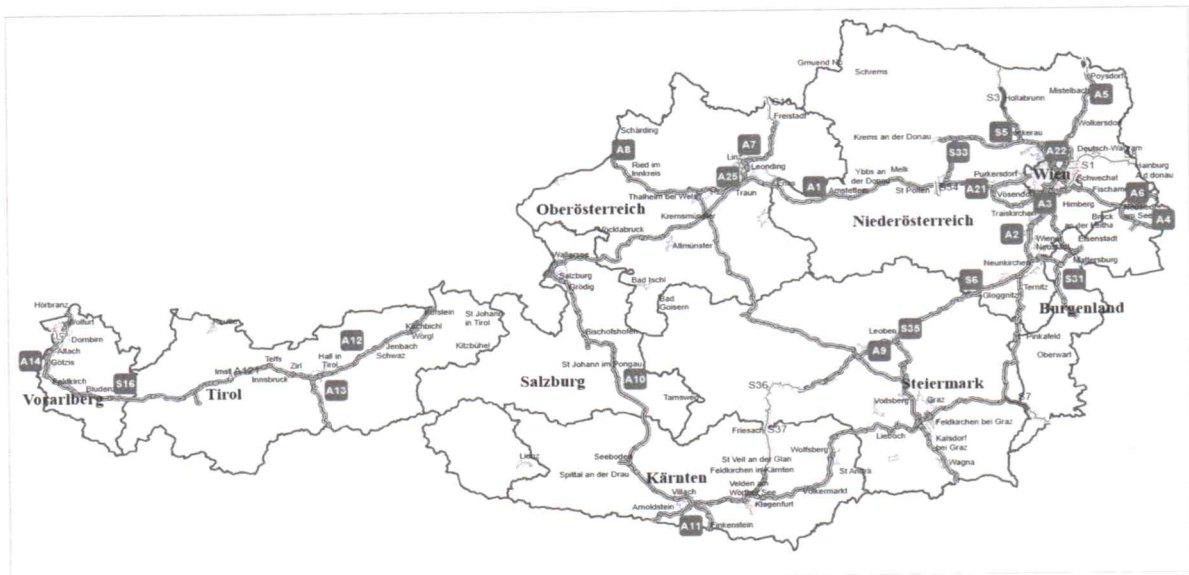 Gmuend Nö
Schrems
Poysdorf
Mistelbach
A5
S3
Hollabrunn
S10
Freistadt
Wolkersdorf
Schärding
A8
A7
Krems an der Donau
S5
A22
Deutsch-Wagram
S1
Ried im
Innkreis
Leonding
S33
Wien
Schwechat
Hainburg
A.d.donau
A25
Traun
Enns
A1
Amstetten
Ybbs an
der Donau
Melk
St Pölten
S34
Purkersdorf
A21
Vösendorf
A3
Himberg
A6
Thalheim bei Wels
Oberösterreich
Kremsmünster
Vöcklabruck
Altmünster
Niederösterreich
Traiskirchen
A2
Bruck
an der Leitha
A4
Wiener
Neustadt
Eisenstadt
Mattersburg
Neunkirchen
S31
Ternitz
S6
Gloggnitz
Burgenland
Wallersee
Salzburg
Grödig
Bad Ischl
Bad
Goisern
Hörbranz
Wolfurt
Dornbirn
Altach
A14
Götzis
Feldkirch
Vorarlberg
Bludenz
S16
Reutte
Imst
A12
Tirol
Telfs
Zirl
Innsbruck
A12
Hall in
Tirol
A13
Schwaz
Jenbach
Wörgl
Kirchbichl
Kufstein
St Johann
in Tirol
Kitzbühel
Bischofshofen
St Johann im Pongau
Salzburg
A10
Tamsweg
Leoben
S35
A9
Pinkafeld
Oberwart
Steiermark
S36
Voitsberg
Graz
S7
Feldkirchen bei Graz
Kalsdorf
bei Graz
Lieboch
Wagna
Friesach
S37
Wolfsberg
St Andrä
St Veit an der Glan
Feldkirchen in Kärnten
Lienz
Seeboden
Spittal an der Drau
Kärnten
Velden am
Wörther See
Klagenfurt
Völkermarkt
Villach
Arnoldstein
A11
Finkenstein